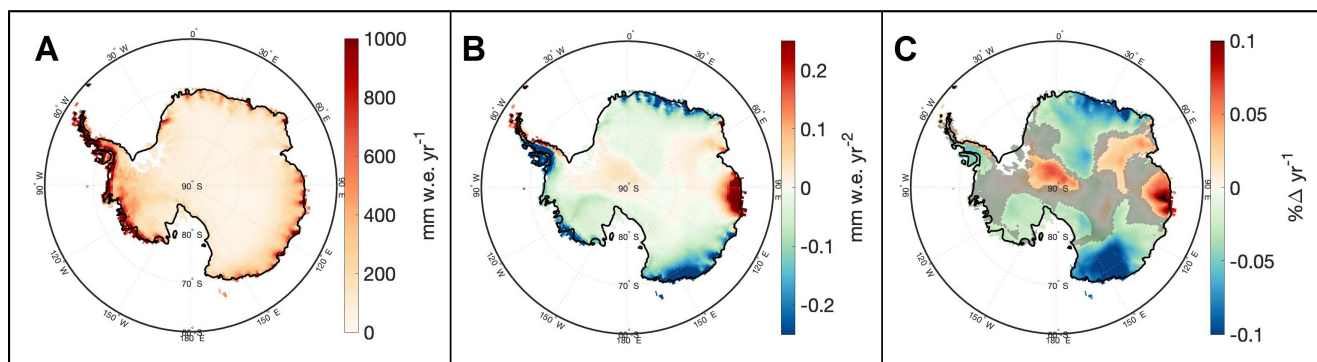 A
0°
30° E
60° E
90° E
120° E
150° E
180° E
150° W
120° W
90° W
60° W
30° W
90° S
80° S
70° S
1000
800
600
400
200
0
mm w.e. yr-1
B
0°
30° E
60° E
90° E
120° E
150° E
180° E
150° W
120° W
90° W
60° W
30° W
90° S
80° S
70° S
0.2
0.1
0
-0.1
-0.2
mm w.e. yr-2
C
0°
30° E
60° E
90° E
120° E
150° E
180° E
150° W
120° W
90° W
60° W
30° W
90° S
80° S
70° S
0.1
0.05
0
-0.05
-0.1
%Δ yr-1